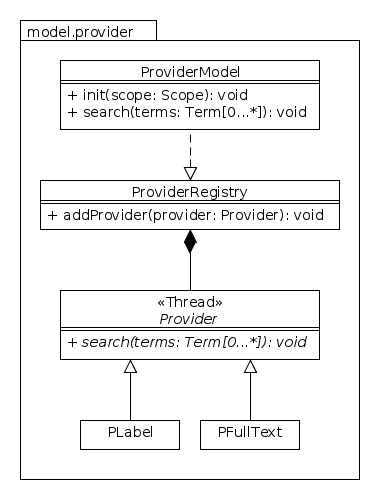 model.provider
ProviderModel
+ init(scope: Scope): void
+ search(terms: Term[0...*]): void
ProviderRegistry
+ addProvider(provider: Provider): void
«Thread»
Provider
+ search(terms: Term[0...*]): void
PLabel
PFullText